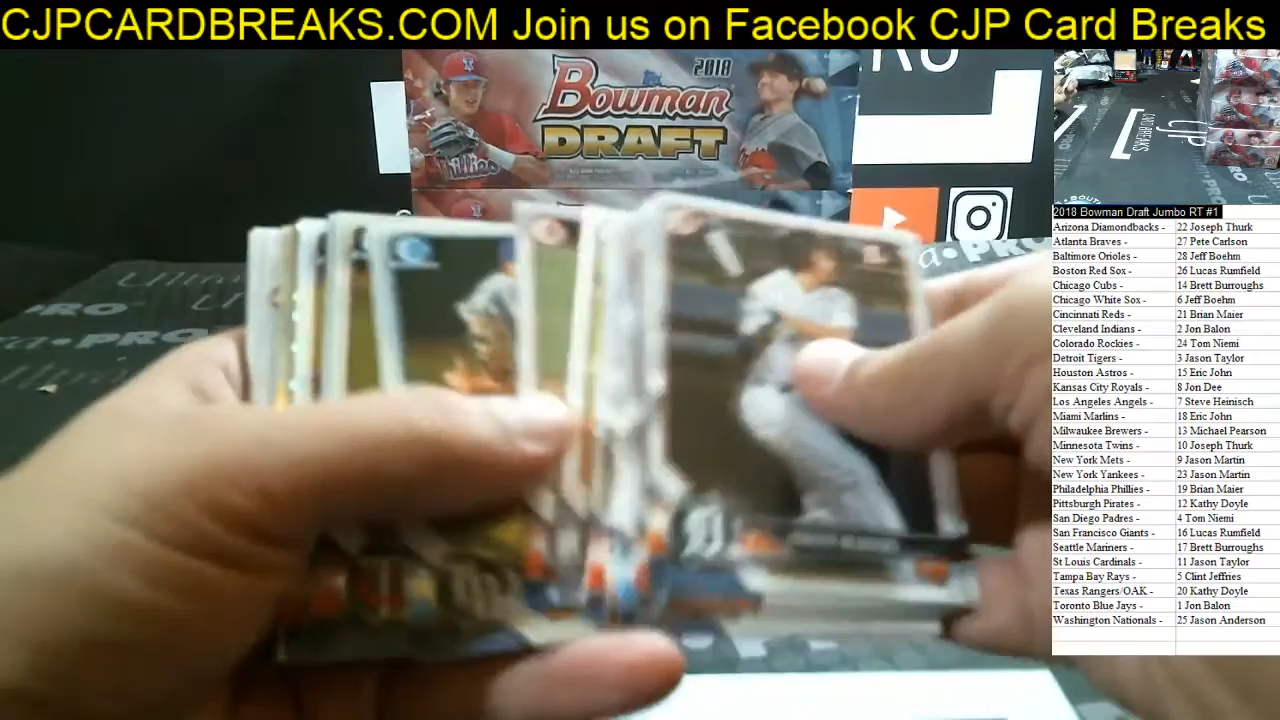 CJPCARDBREAKS.COM Join us on Facebook CJP Card Breaks
2018
Bowman
DRAFT
Phillies
CARD BREAKS
CJP
2018 Bowman Draft Jumbo RT #1
Arizona Diamondbacks - 22 Joseph Thurk
Atlanta Braves - 27 Pete Carlson
Baltimore Orioles - 28 Jeff Boehm
Boston Red Sox - 26 Lucas Rumfield
Chicago Cubs - 14 Brett Burroughs
Chicago White Sox - 6 Jeff Boehm
Cincinnati Reds - 21 Brian Maier
Cleveland Indians - 2 Jon Balon
Colorado Rockies - 24 Tom Niemi
Detroit Tigers - 3 Jason Taylor
Houston Astros - 15 Eric John
Kansas City Royals - 8 Jon Dee
Los Angeles Angels - 7 Steve Heinisch
Miami Marlins - 18 Eric John
Milwaukee Brewers - 13 Michael Pearson
Minnesota Twins - 10 Joseph Thurk
New York Mets - 9 Jason Martin
New York Yankees - 23 Jason Martin
Philadelphia Phillies - 19 Brian Maier
Pittsburgh Pirates - 12 Kathy Doyle
San Diego Padres - 4 Tom Niemi
San Francisco Giants - 16 Lucas Rumfield
Seattle Mariners - 17 Brett Burroughs
St Louis Cardinals - 11 Jason Taylor
Tampa Bay Rays - 5 Clint Jeffries
Texas Rangers/OAK - 20 Kathy Doyle
Toronto Blue Jays - 1 Jon Balon
Washington Nationals - 25 Jason Anderson